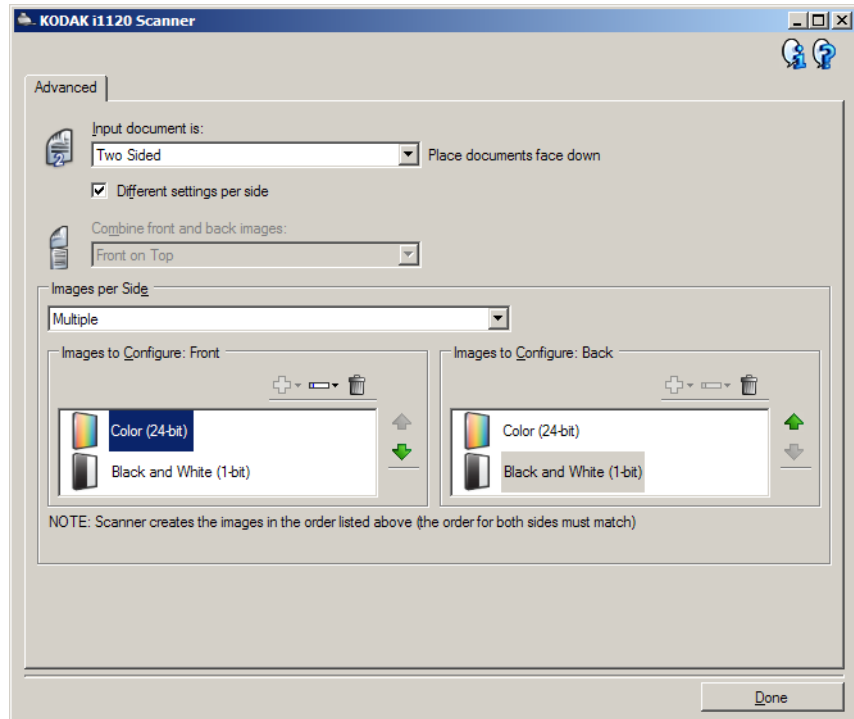 KODAK i1120 Scanner
Advanced
Input document is:
2
Two Sided
Place documents face down
Different settings per side
Combine front and back images:
Front on Top
Images per Side
Multiple
Images to Configure: Front
Images to Configure: Back
Color (24-bit)
Black and White (1-bit)
Color (24-bit)
Black and White (1-bit)
NOTE: Scanner creates the images in the order listed above (the order for both sides must match)
Done